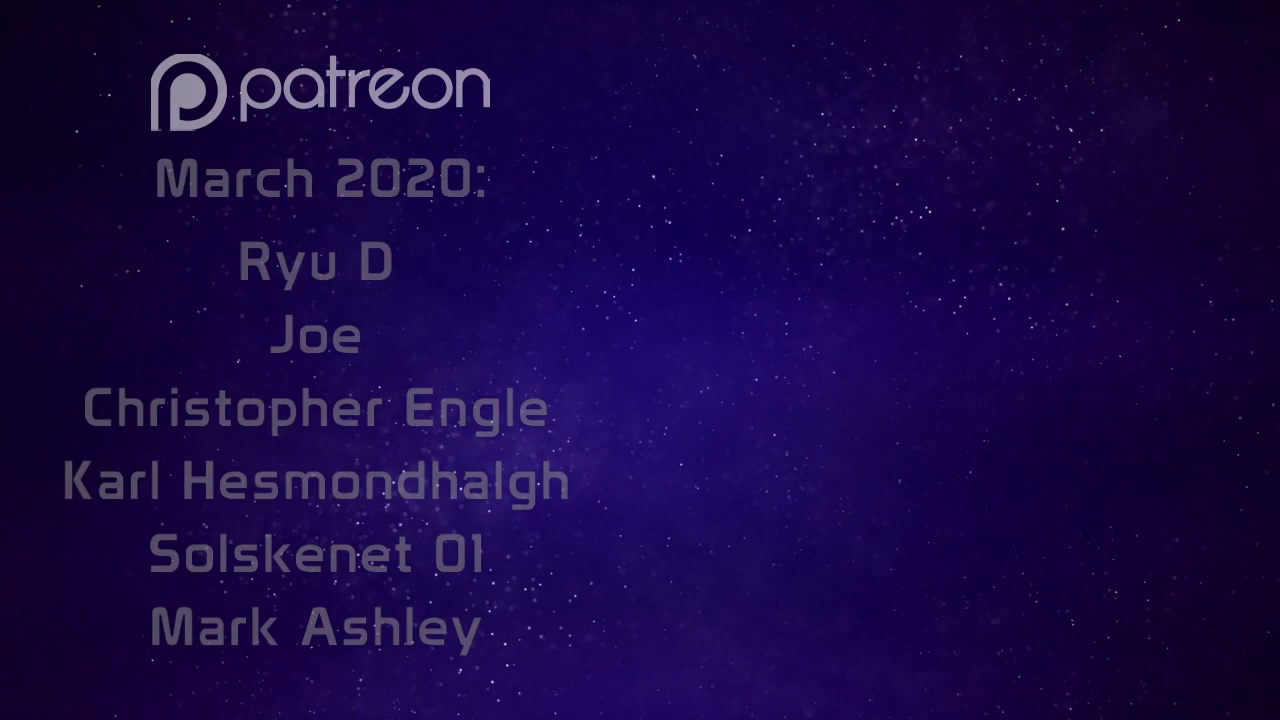 patreon
March 2020:
Ryu D
Joe
Christopher Engle
Karl Hesmondhalgh
Solskenet 01
Mark Ashley